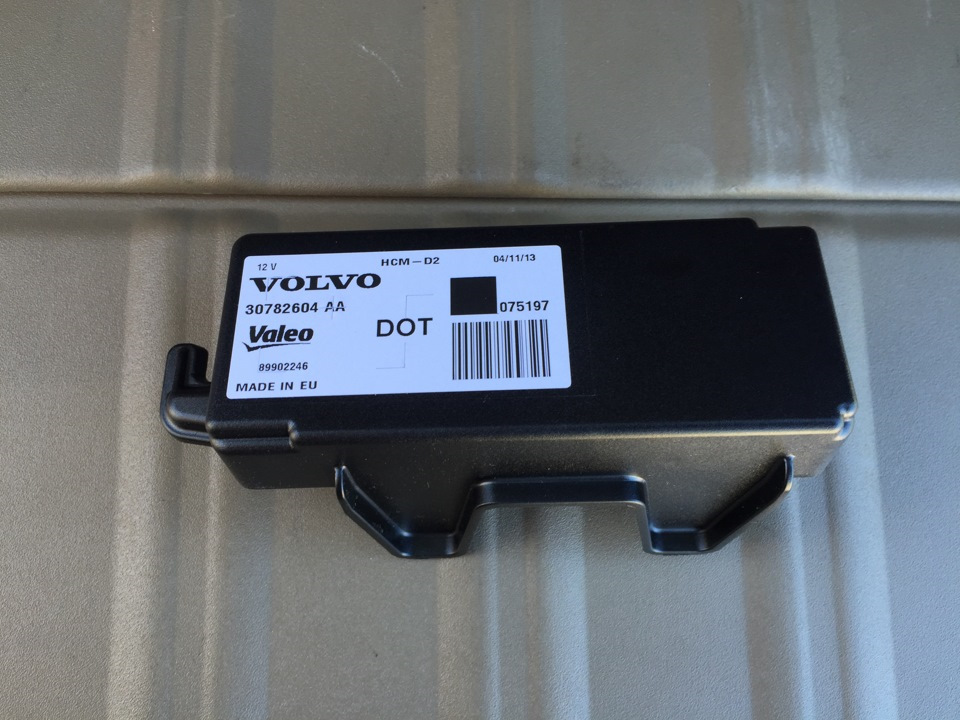 12 V HCM-D2 04/11/13
VOLVO
30782604 AA
075197
Valeo DOT
89902246
MADE IN EU